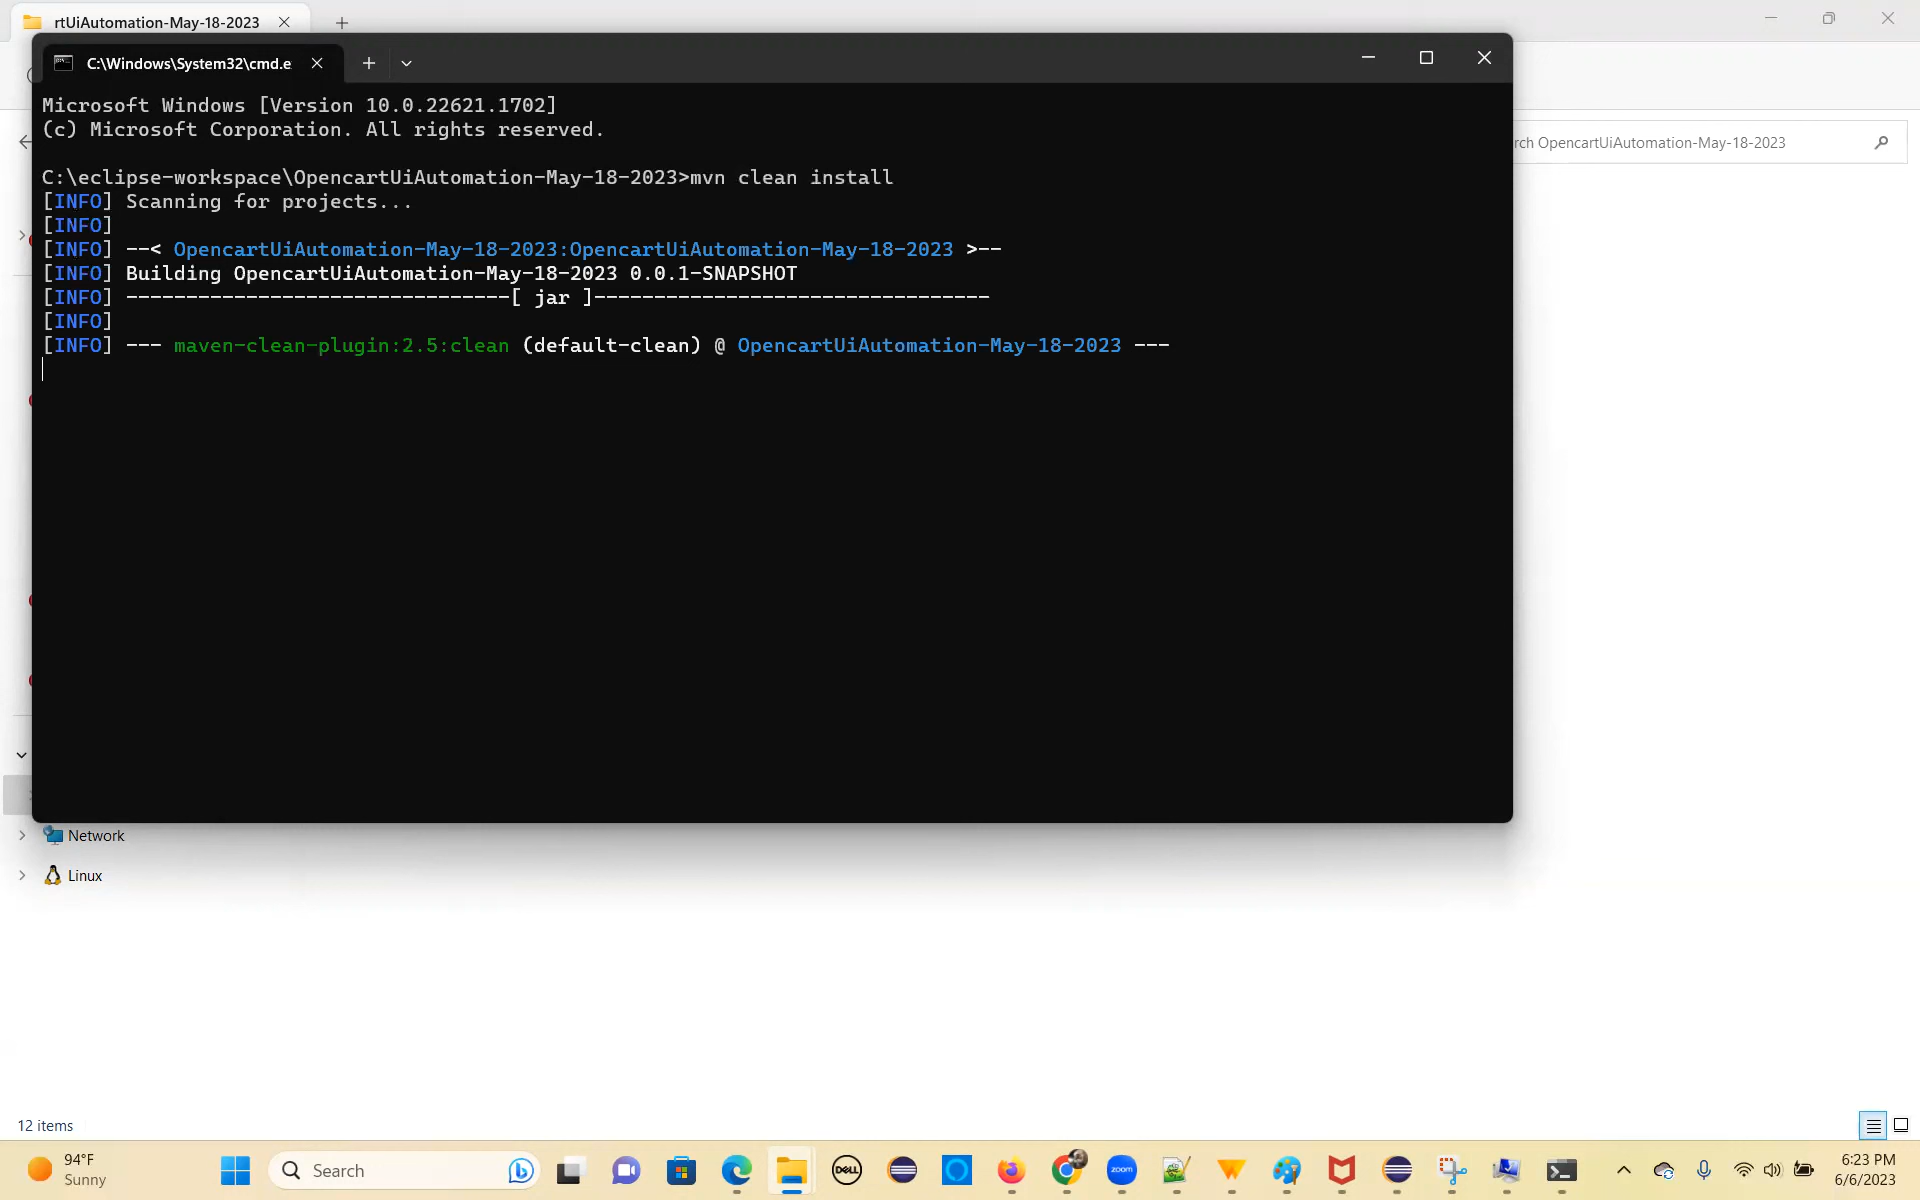 rtUiAutomation-May-18-2023
C:\Windows\System32\cmd.e
Microsoft Windows [Version 10.0.22621.1702]
(c) Microsoft Corporation. All rights reserved.
C:\eclipse-workspace\OpencartUiAutomation-May-18-2023>mvn clean install
[INFO] Scanning for projects...
[INFO]
[INFO] --< OpencartUiAutomation-May-18-2023:OpencartUiAutomation-May-18-2023 >--
[INFO] Building OpencartUiAutomation-May-18-2023 0.0.1-SNAPSHOT
[INFO] --------------------------------[ jar ]---------------------------------
[INFO]
[INFO] --- maven-clean-plugin:2.5:clean (default-clean) @ OpencartUiAutomation-May-18-2023 ---
rch OpencartUiAutomation-May-18-2023
Network
Linux
12 items
94°F
Sunny
Search
DELL
zoom
6:23 PM
6/6/2023